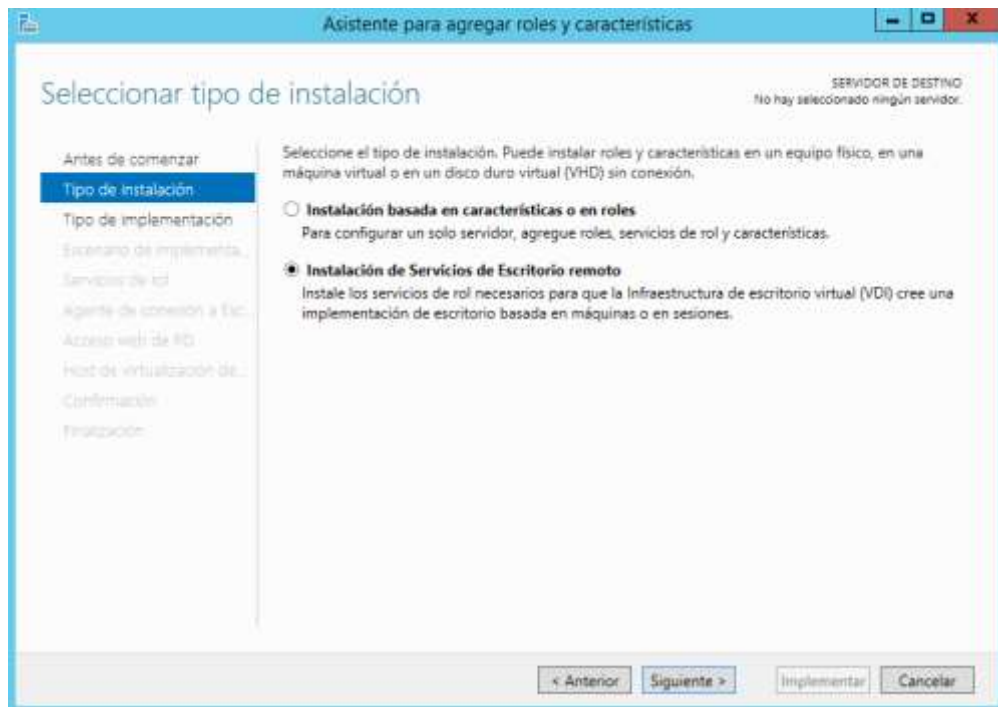 Asistente para agregar roles y características
Seleccionar tipo de instalación
SERVIDOR DE DESTINO
No hay seleccionado ningún servidor.
Antes de comenzar
Tipo de instalación
Tipo de implementación
Escenario de implementa...
Servicios de rol
Agente de conexión a Esc...
Acceso web de RD
Host de virtualización de...
Confirmación
Finalización
Seleccione el tipo de instalación. Puede instalar roles y características en un equipo físico, en una
máquina virtual o en un disco duro virtual (VHD) sin conexión.
Instalación basada en características o en roles
Para configurar un solo servidor, agregue roles, servicios de rol y características.
Instalación de Servicios de Escritorio remoto
Instale los servicios de rol necesarios para que la Infraestructura de escritorio virtual (VDI) cree una
implementación de escritorio basada en máquinas o en sesiones.
< Anterior
Siguiente >
Implementar
Cancelar